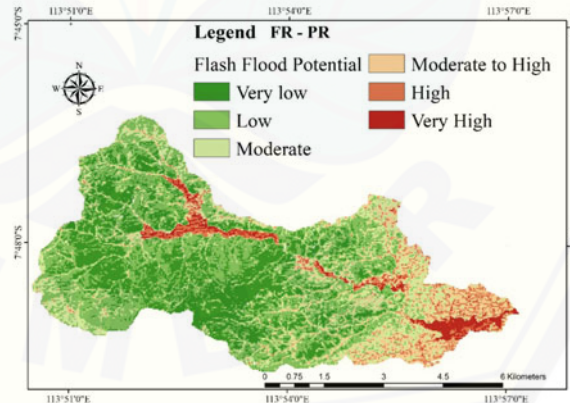 113°51'0"E 113°54'0"E 113°57'0"E
7°45'0"S
Legend FR - PR
Flash Flood Potential
Very low
Low
Moderate
Moderate to High
High
Very High
N
W E
S
7°48'0"S
0 0.75 1.5 3 4.5 6 Kilometers
113°51'0"E 113°54'0"E 113°57'0"E